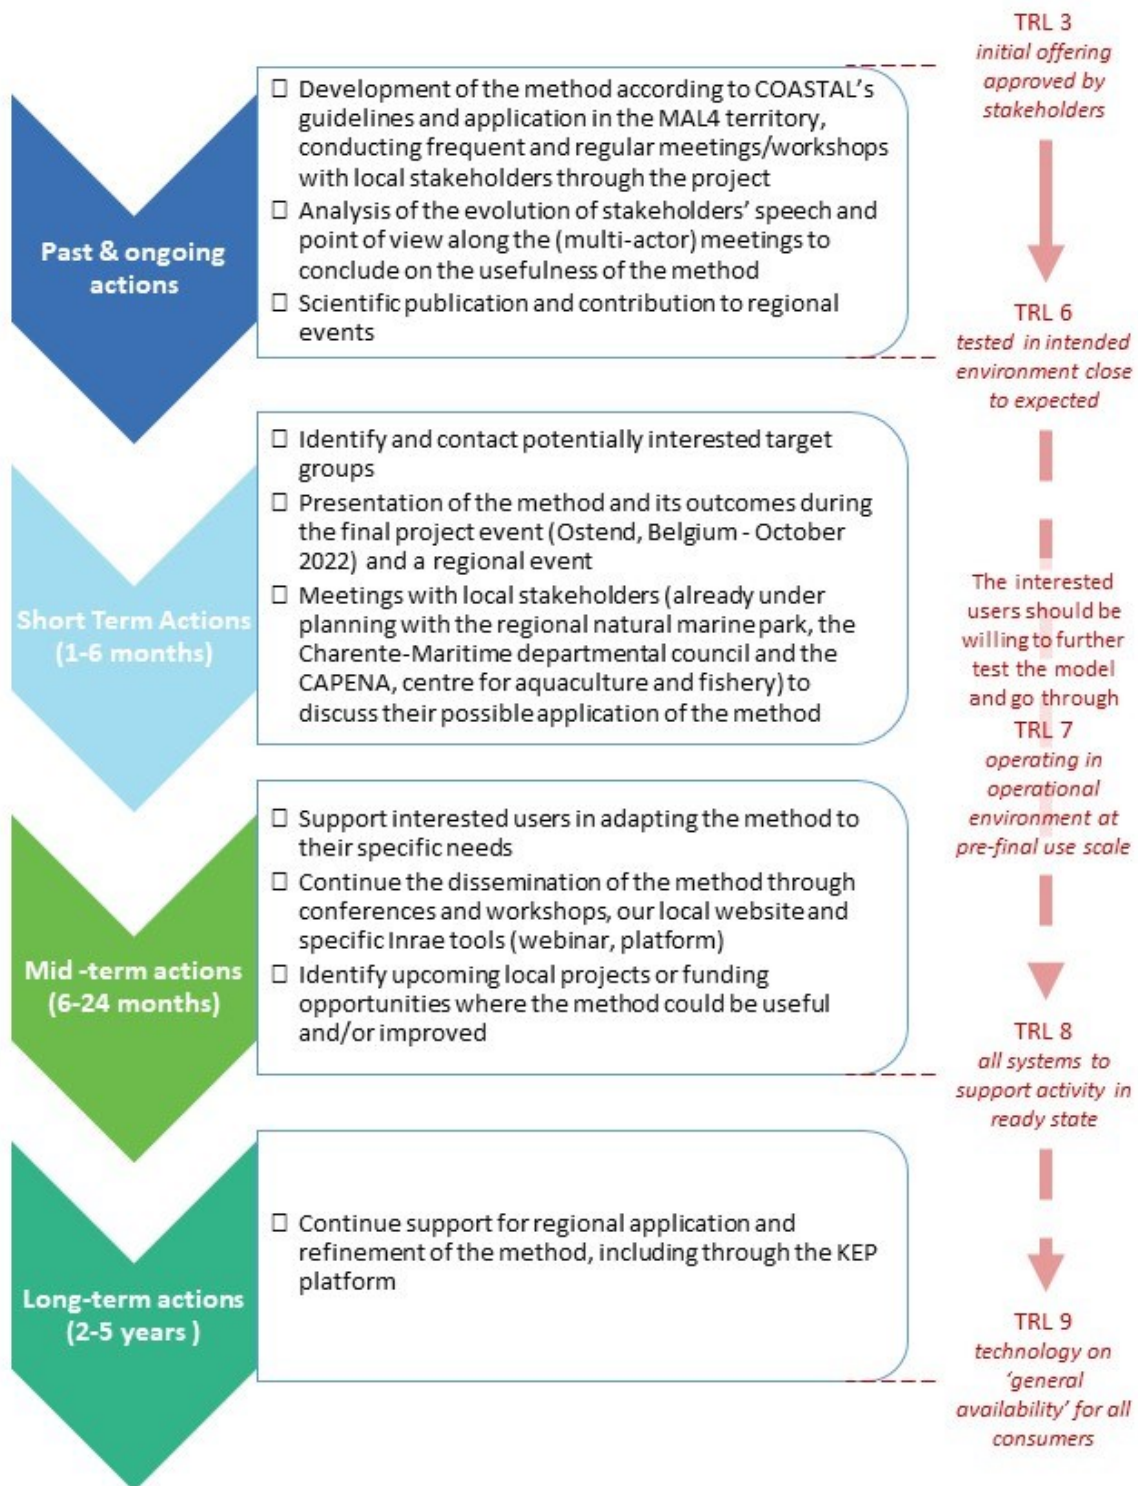 TRL 3
initial offering
approved by
stakeholders
Past & ongoing
actions
☐ Development of the method according to COASTAL's
guidelines and application in the MAL4 territory,
conducting frequent and regular meetings/workshops
with local stakeholders through the project
☐ Analysis of the evolution of stakeholders' speech and
point of view along the (multi-actor) meetings to
conclude on the usefulness of the method
☐ Scientific publication and contribution to regional
events
TRL 6
tested in intended
environment close
to expected
Short Term Actions
(1-6 months)
☐ Identify and contact potentially interested target
groups
☐ Presentation of the method and its outcomes during
the final project event (Ostend, Belgium - October
2022) and a regional event
☐ Meetings with local stakeholders (already under
planning with the regional natural marine park, the
Charente-Maritime departmental council and the
CAPENA, centre for aquaculture and fishery) to
discuss their possible application of the method
The interested
users should be
willing to further
test the model
and go through
TRL 7
operating in
operational
environment at
pre-final use scale
Mid -term actions
(6-24 months)
☐ Support interested users in adapting the method to
their specific needs
☐ Continue the dissemination of the method through
conferences and workshops, our local website and
specific Inrae tools (webinar, platform)
☐ Identify upcoming local projects or funding
opportunities where the method could be useful
and/or improved
TRL 8
all systems to
support activity in
ready state
Long-term actions
(2-5 years )
☐ Continue support for regional application and
refinement of the method, including through the KEP
platform
TRL 9
technology on
‘general
availability’ for all
consumers